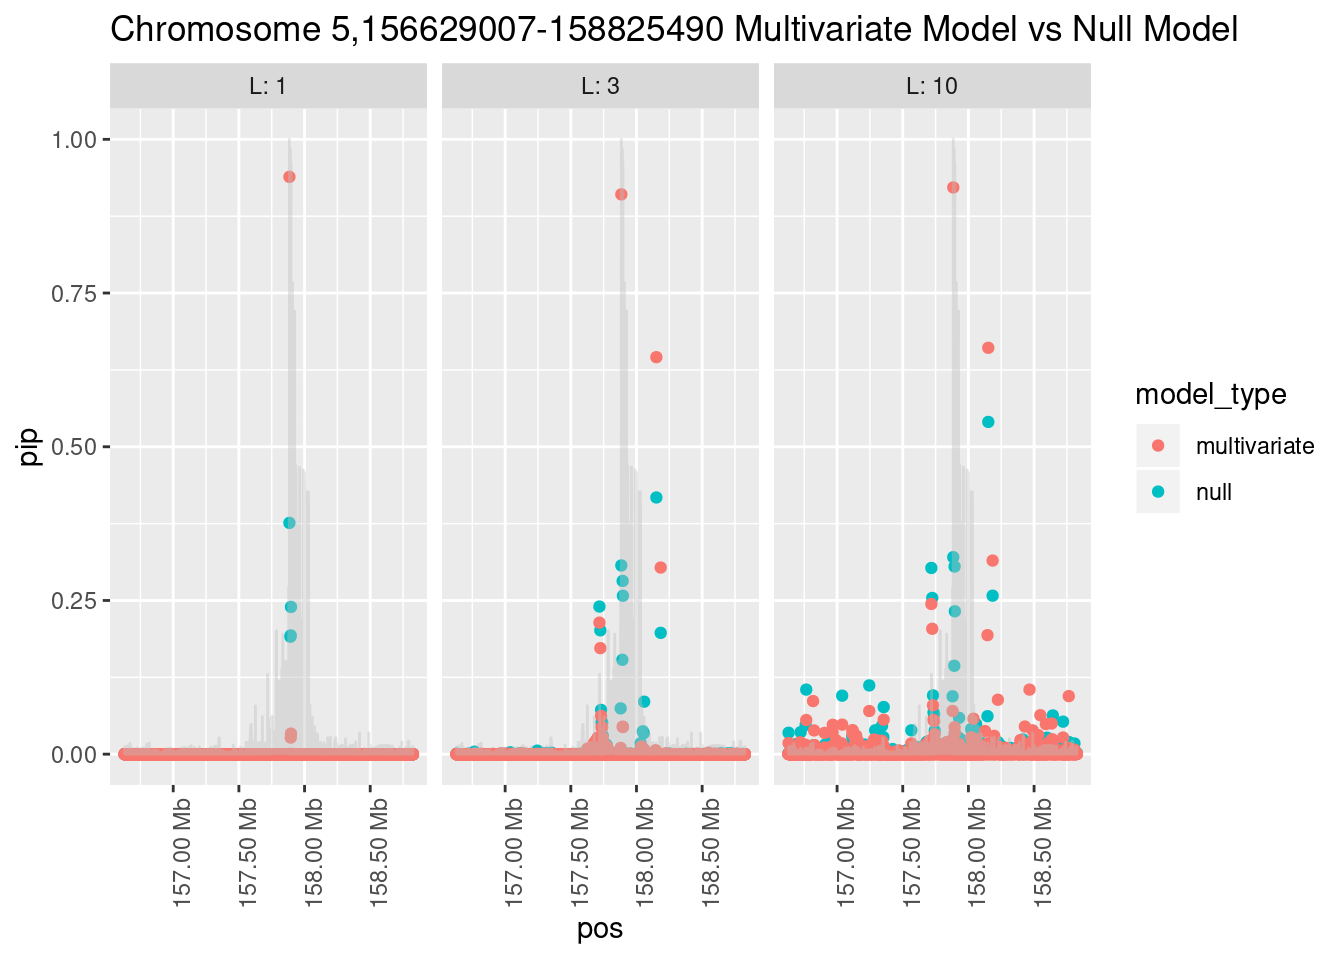 Chromosome 5,156629007-158825490 Multivariate Model vs Null Model
L: 1
L: 3
L: 10
1.00
0.75
0.50
0.25
0.00
pip
157.00 Mb
157.50 Mb
158.00 Mb
158.50 Mb
157.00 Mb
157.50 Mb
158.00 Mb
158.50 Mb
157.00 Mb
157.50 Mb
158.00 Mb
158.50 Mb
pos
model_type
multivariate
null